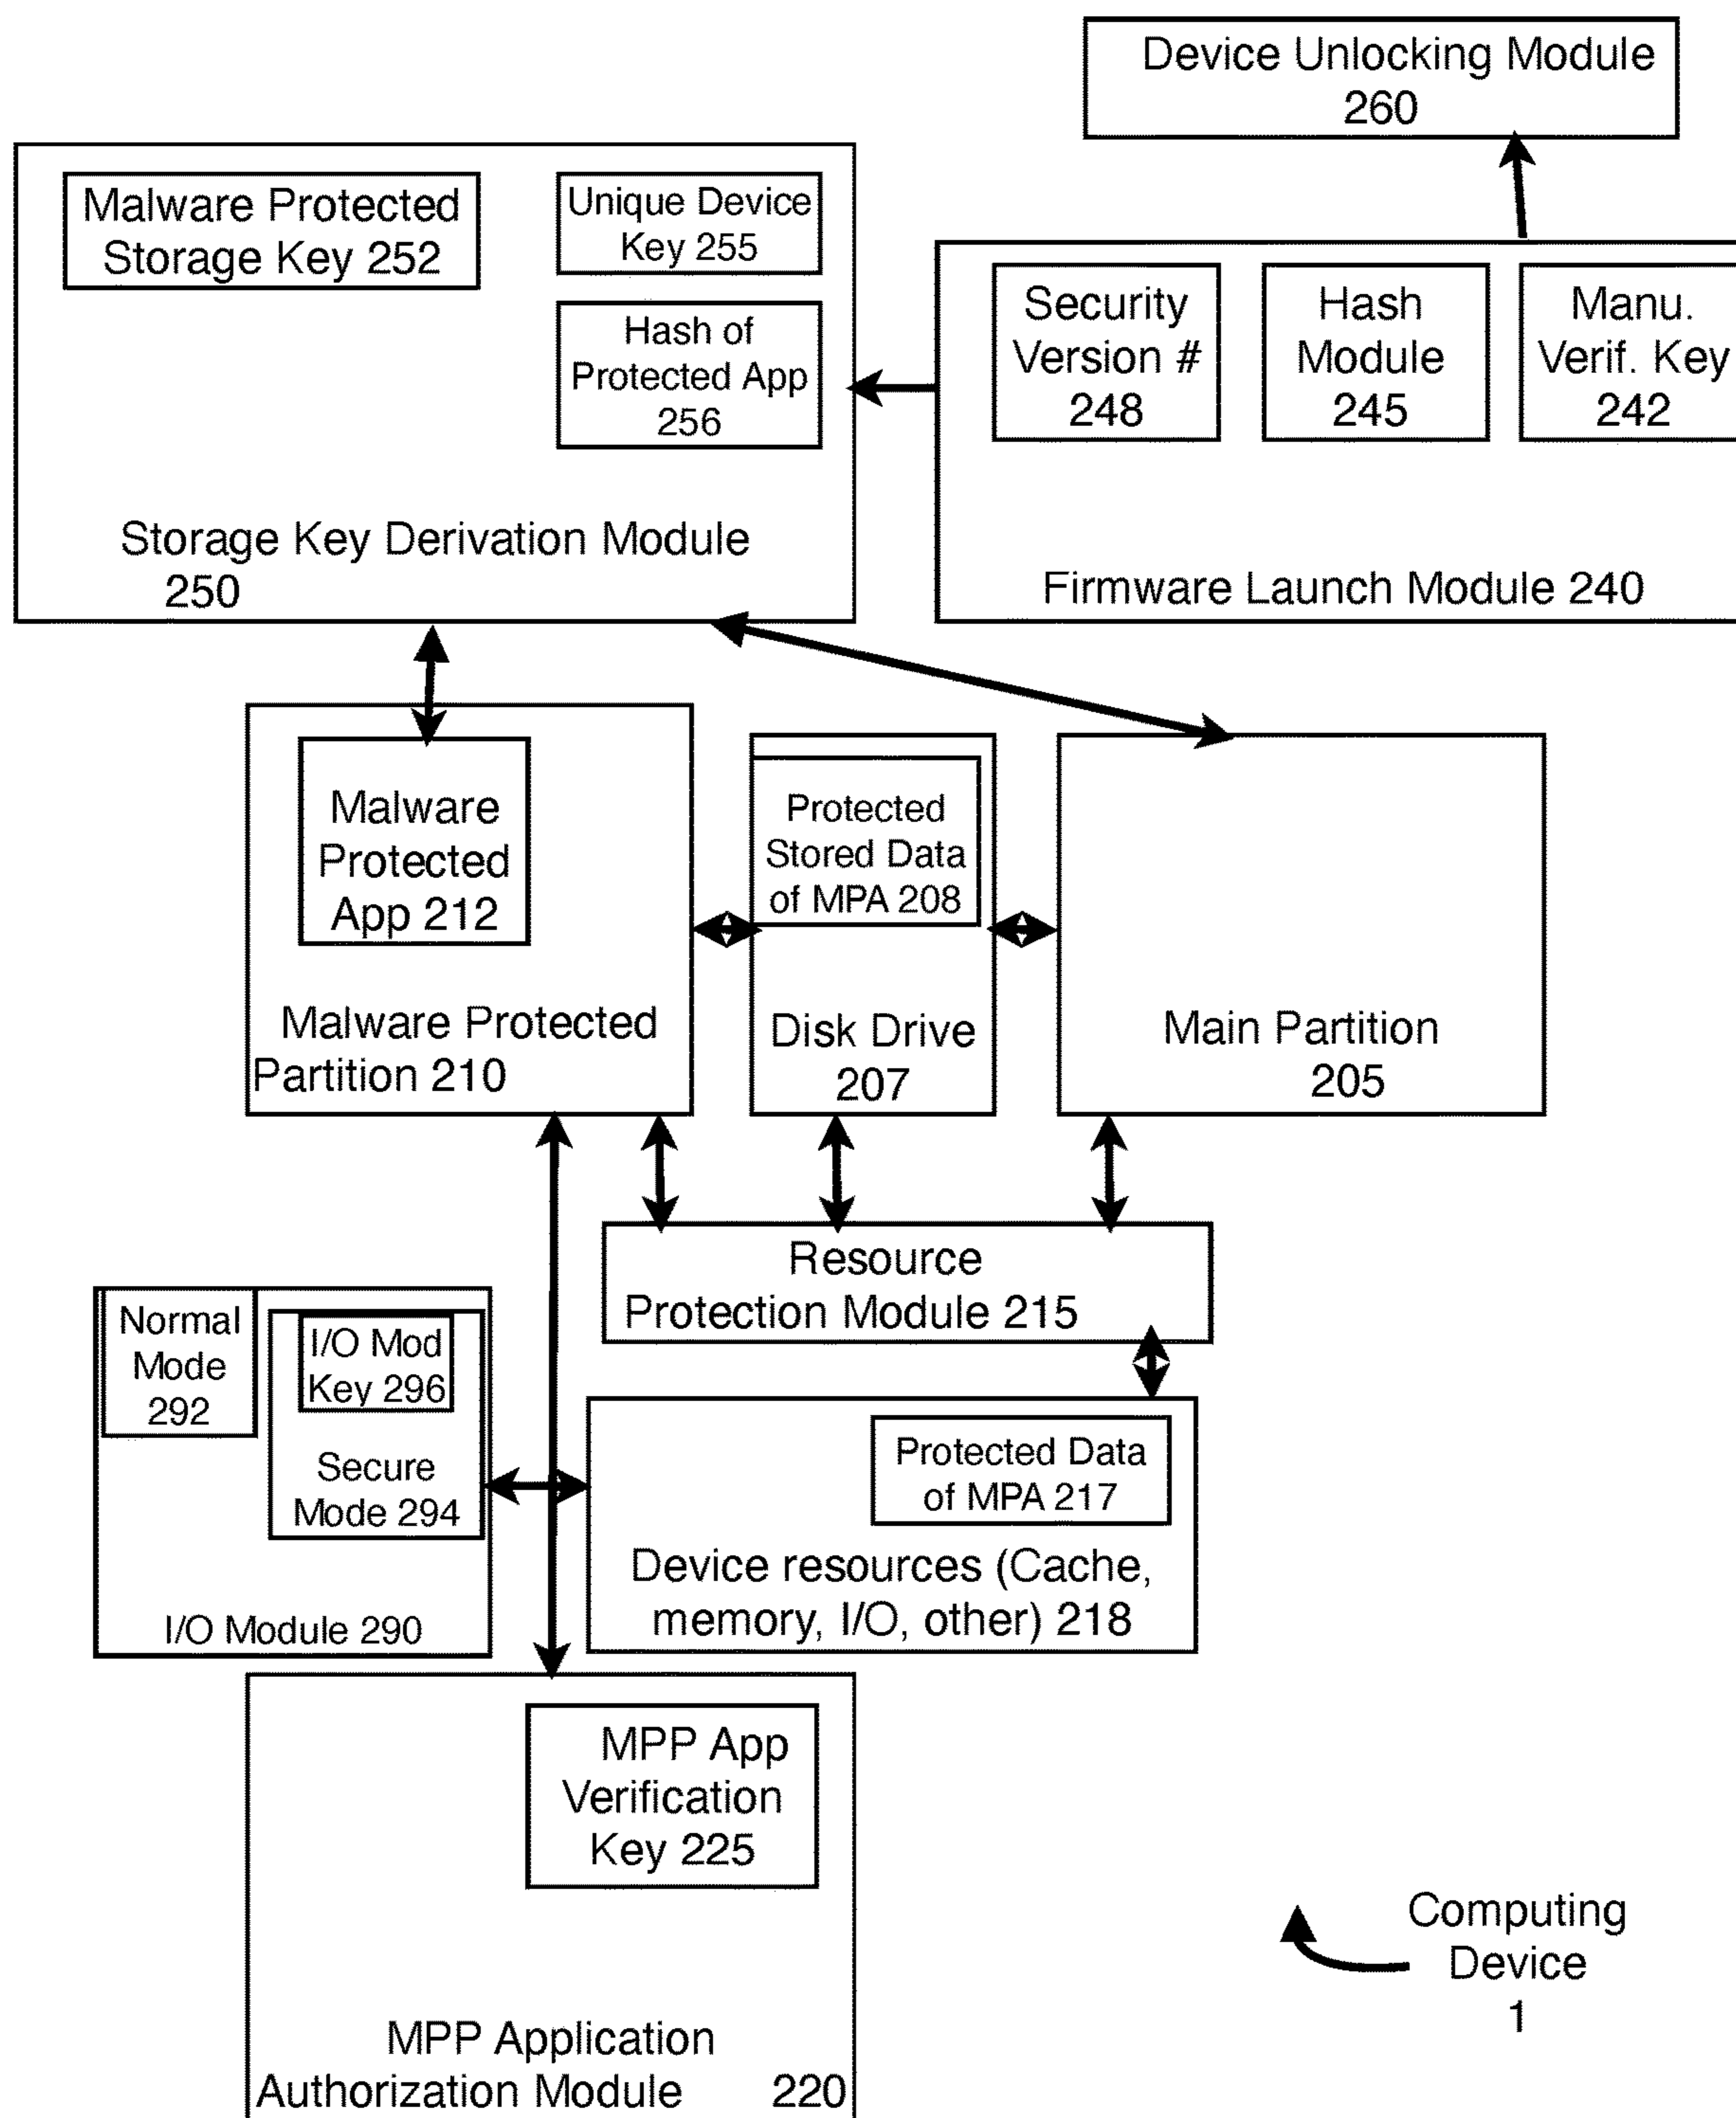 Device Unlocking Module
260
Malware Protected
Storage Key 252
Unique Device
Key 255
Hash of
Protected App
256
Storage Key Derivation Module
250
Security
Version #
248
Hash
Module
245
Manu.
Verif. Key
242
Firmware Launch Module 240
Malware
Protected
App 212
Malware Protected
Partition 210
Protected
Stored Data
of MPA 208
Disk Drive
207
Main Partition
205
Resource
Protection Module 215
Normal
Mode
292
I/O Mod
Key 296
Secure
Mode 294
I/O Module 290
Protected Data
of MPA 217
Device resources (Cache,
memory, I/O, other) 218
MPP App
Verification
Key 225
MPP Application
Authorization Module 220
Computing
Device
1